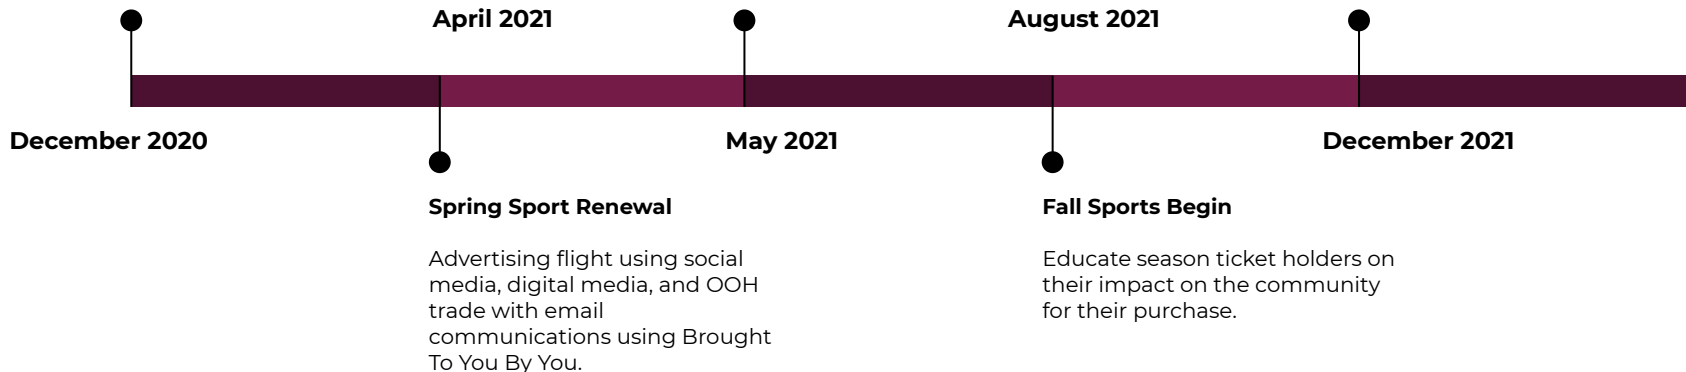 April 2021
August 2021
December 2020
May 2021
December 2021
Spring Sport Renewal
Advertising flight using social
media, digital media, and OOH
trade with email
communications using Brought
To You By You.
Fall Sports Begin
Educate season ticket holders on
their impact on the community
for their purchase.